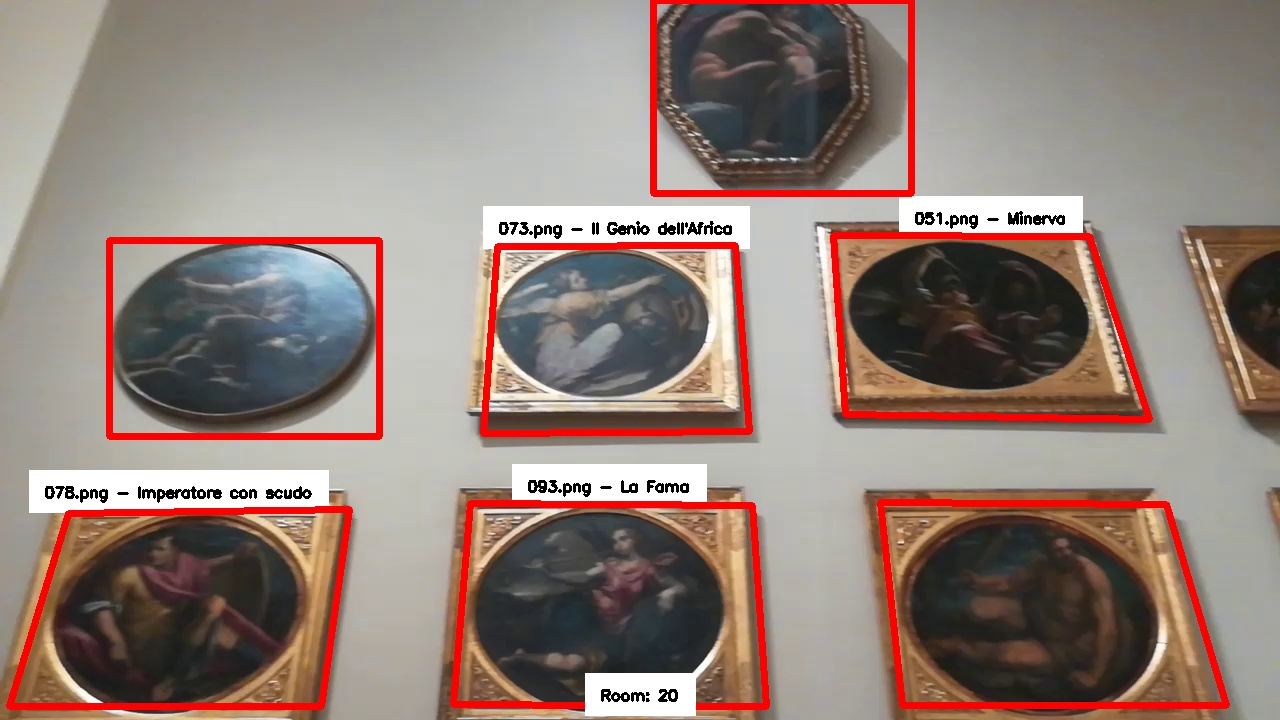 073.png - Il Genio dell'Africa
051.png - Minerva
078.png - Imperatore con scudo
093.png - La Fama
Room: 20